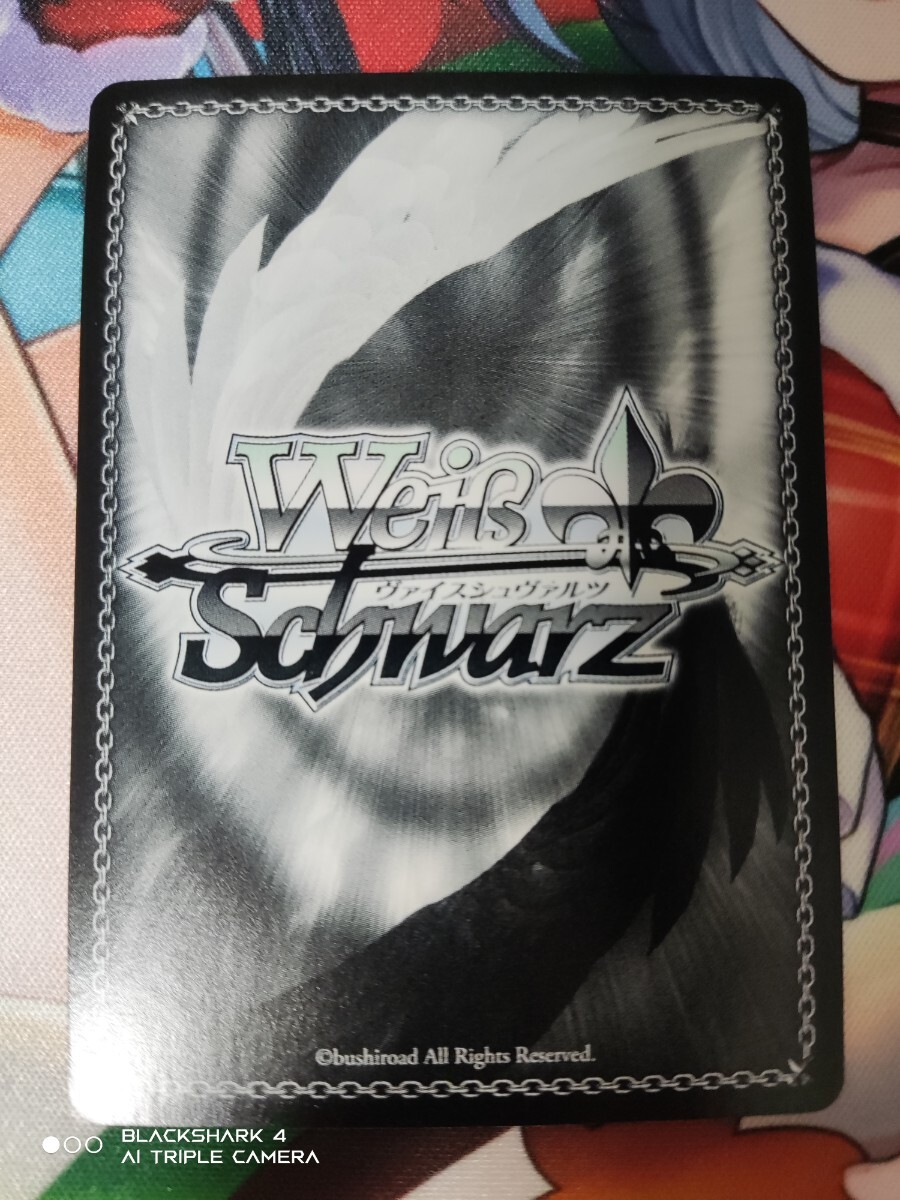 Weiß
ヴァイスシュヴァルツ
Schwarz
©bushiroad All Rights Reserved.
BLACKSHARK 4
AI TRIPLE CAMERA